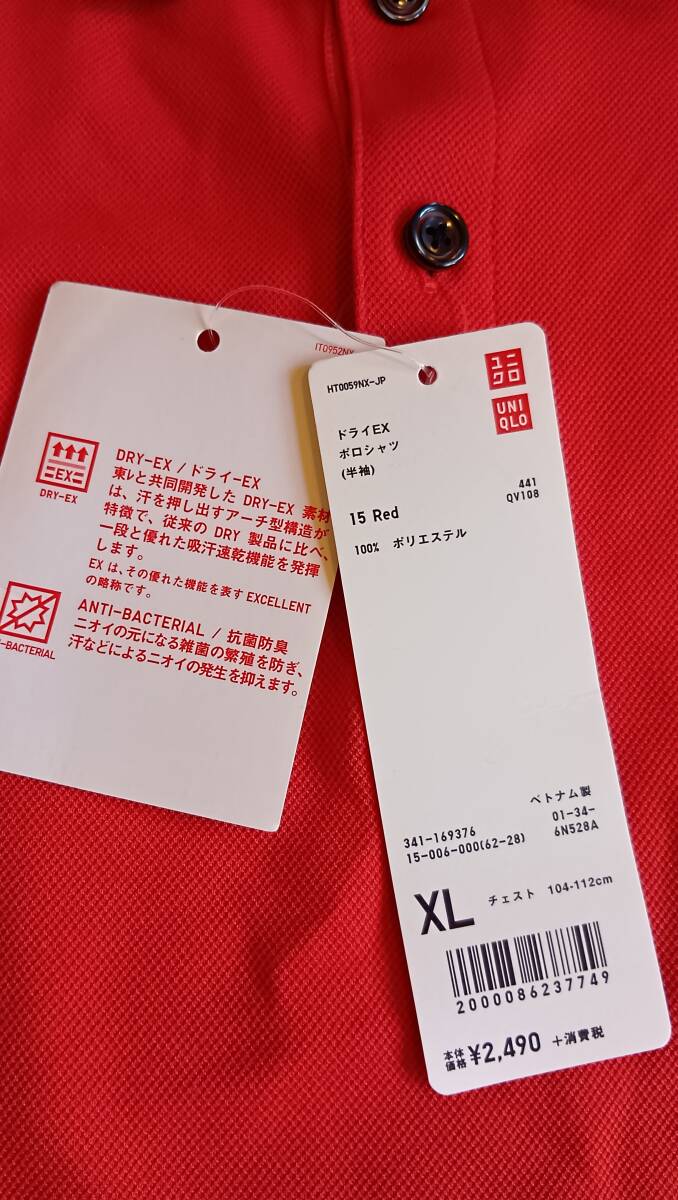 IT0952NX
EX
DRY-EX
DRY-EX / ドライ-EX
東レと共同開発した DRY-EX 素材
は、汗を押し出すアーチ型構造が
特徴で、従来の DRY 製品に比べ、
一段と優れた吸汗速乾機能を発揮
します。
EX は、その優れた機能を表す EXCELLENT
の略称です。
-BACTERIAL
ANTI-BACTERIAL / 抗菌防臭
ニオイの元になる雑菌の繁殖を防ぎ、
汗などによるニオイの発生を抑えます。
HT0059NX-JP
ユニ
クロ
UNI
QLO
ドライEX
ポロシャツ
(半袖)
441
QV108
15 Red
100% ポリエステル
ベトナム製
341-169376
15-006-000(62-28)
01-34-
6N528A
XL チェスト 104-112cm
2000086237749
本体
価格 ¥2,490 +消費税